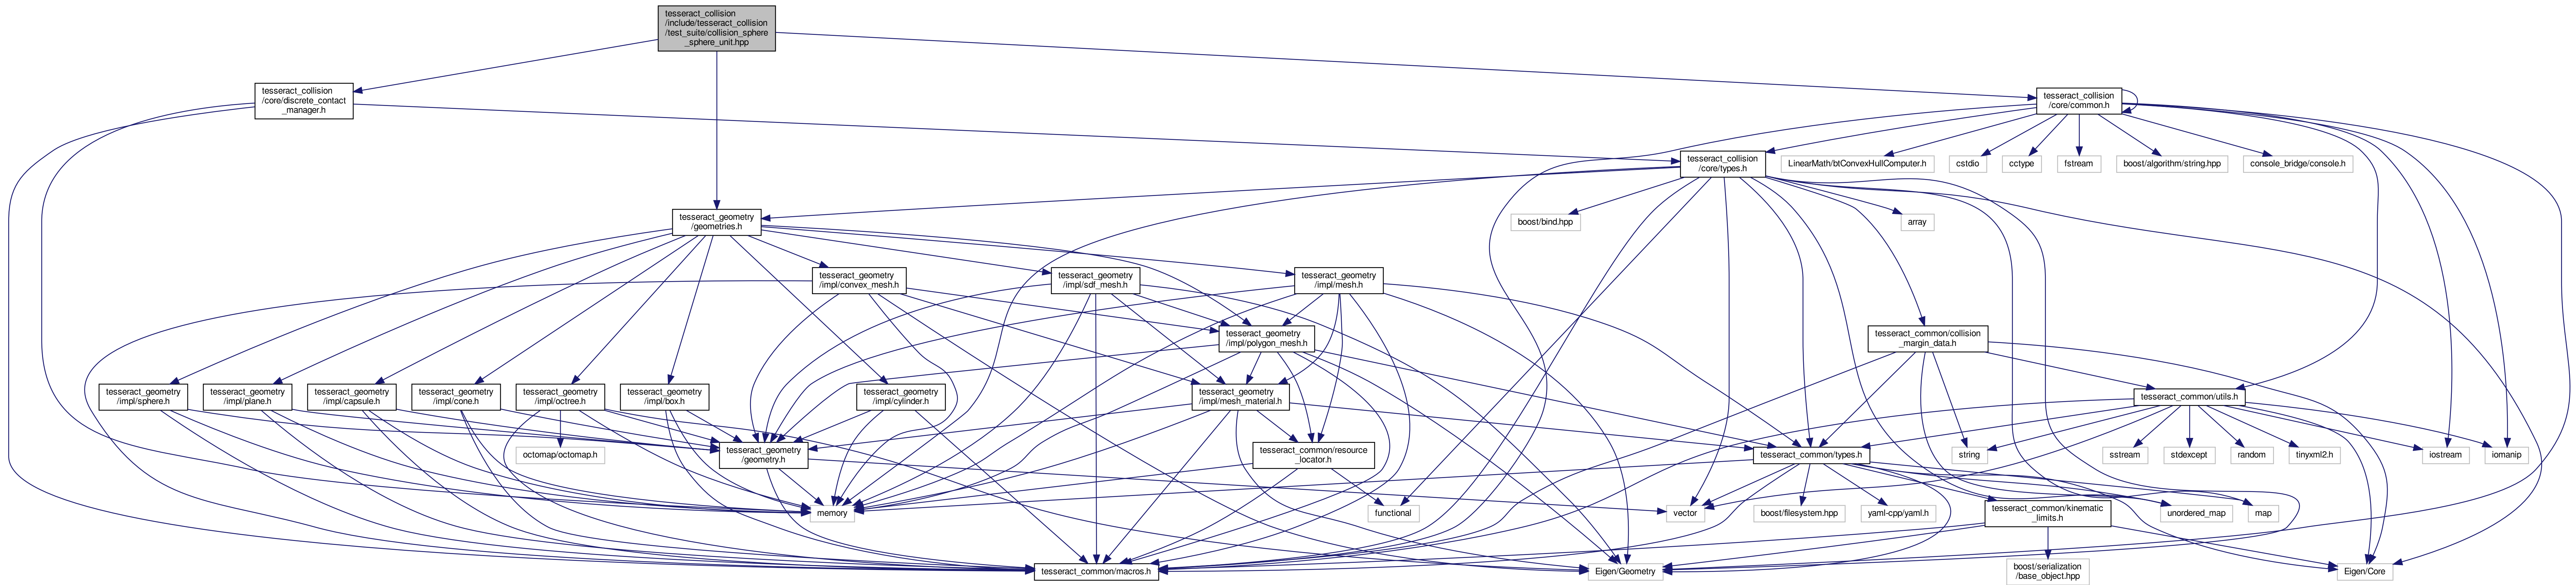 tesseract_collision
/include/tesseract_collision
/test_suite/collision_sphere
_sphere_unit.hpp
tesseract_collision
/core/discrete_contact
_manager.h
tesseract_collision
/core/common.h
tesseract_collision
/core/types.h
LinearMath/btConvexHullComputer.h
cstdio
cctype
fstream
boost/algorithm/string.hpp
console_bridge/console.h
tesseract_geometry
/geometries.h
boost/bind.hpp
array
tesseract_geometry
/impl/convex_mesh.h
tesseract_geometry
/impl/sdf_mesh.h
tesseract_geometry
/impl/mesh.h
tesseract_geometry
/impl/polygon_mesh.h
tesseract_common/collision
_margin_data.h
tesseract_geometry
/impl/sphere.h
tesseract_geometry
/impl/plane.h
tesseract_geometry
/impl/capsule.h
tesseract_geometry
/impl/cone.h
tesseract_geometry
/impl/octree.h
tesseract_geometry
/impl/box.h
tesseract_geometry
/impl/cylinder.h
tesseract_geometry
/impl/mesh_material.h
tesseract_common/utils.h
octomap/octomap.h
tesseract_geometry
/geometry.h
tesseract_common/resource
_locator.h
tesseract_common/types.h
string
sstream
stdexcept
random
tinyxml2.h
iostream
iomanip
memory
functional
vector
boost/filesystem.hpp
yaml-cpp/yaml.h
tesseract_common/kinematic
_limits.h
unordered_map
map
tesseract_common/macros.h
Eigen/Geometry
boost/serialization
/base_object.hpp
Eigen/Core